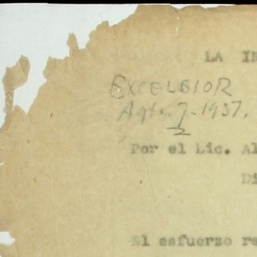 LA IN
EXCELSIOR
Agto. 7-1937.
Por el Lic. Al
Di
El esfuerzo re